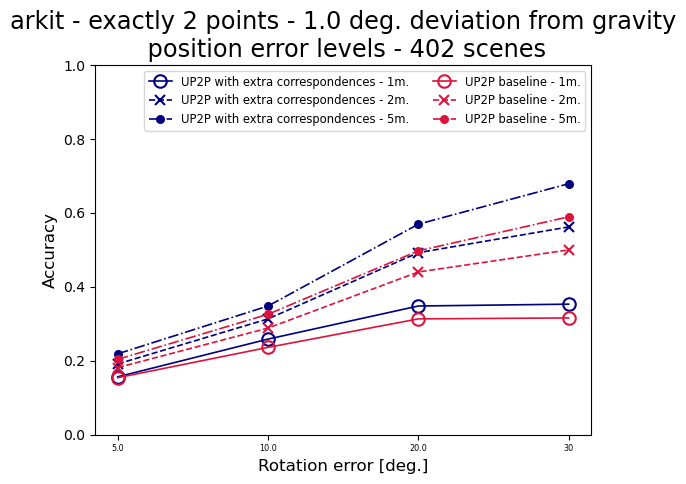 arkit - exactly 2 points - 1.0 deg. deviation from gravity
position error levels - 402 scenes
1.0
0.8
0.6
0.4
0.2
0.0
Accuracy
UP2P with extra correspondences - 1m.
UP2P with extra correspondences - 2m.
UP2P with extra correspondences - 5m.
UP2P baseline - 1m.
UP2P baseline - 2m.
UP2P baseline - 5m.
5.0 10.0 20.0 30
Rotation error [deg.]